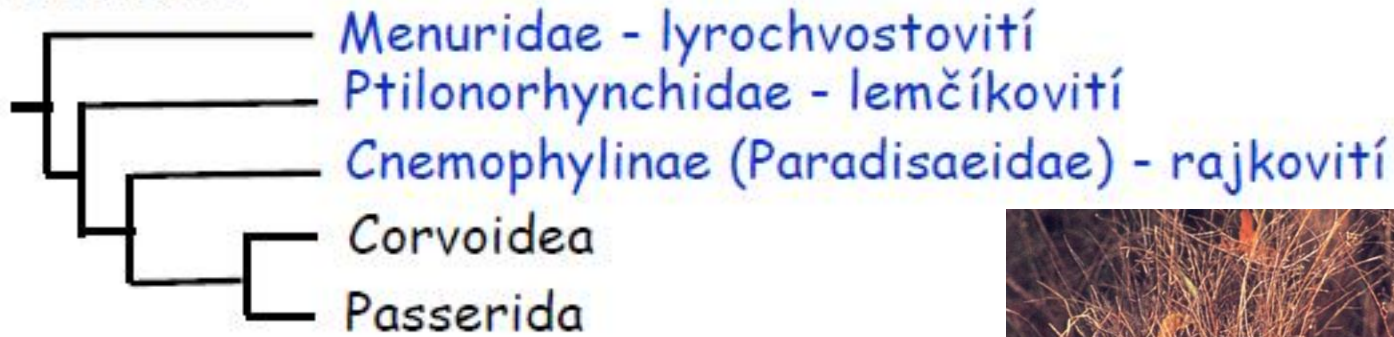 Menuridae - lyrochvostovití
Ptilonorhynchidae - lemčíkovití
Cnemophylinae (Paradisaeidae) - rajkovití
Corvoidea
Passerida